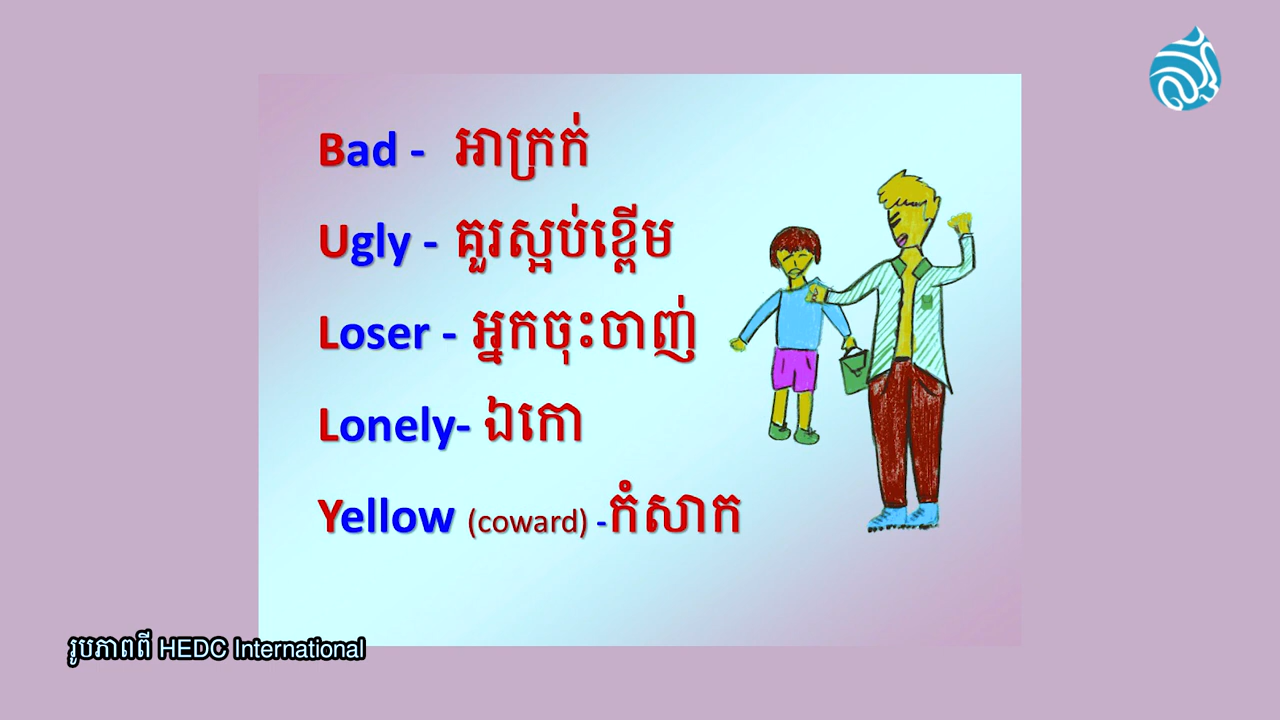 Bad - អាក្រក់
Ugly - គួរស្អប់ខ្ពើម
Loser - អ្នកចុះចាញ់
Lonely- ឯកោ
Yellow (coward) -កំសាក
រូបភាពពី HEDC International